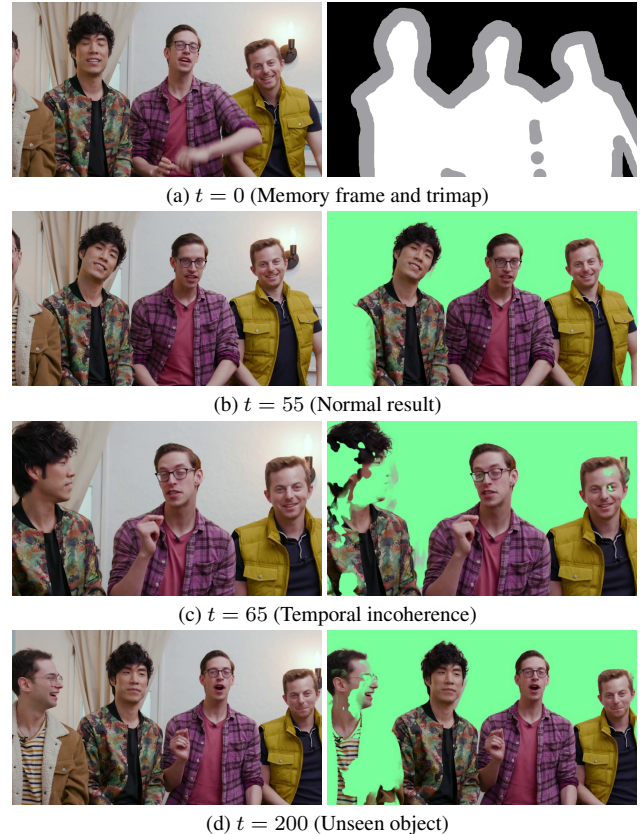 (a) t = 0 (Memory frame and trimap)
(b) t = 55 (Normal result)
(c) t = 65 (Temporal incoherence)
(d) t = 200 (Unseen object)